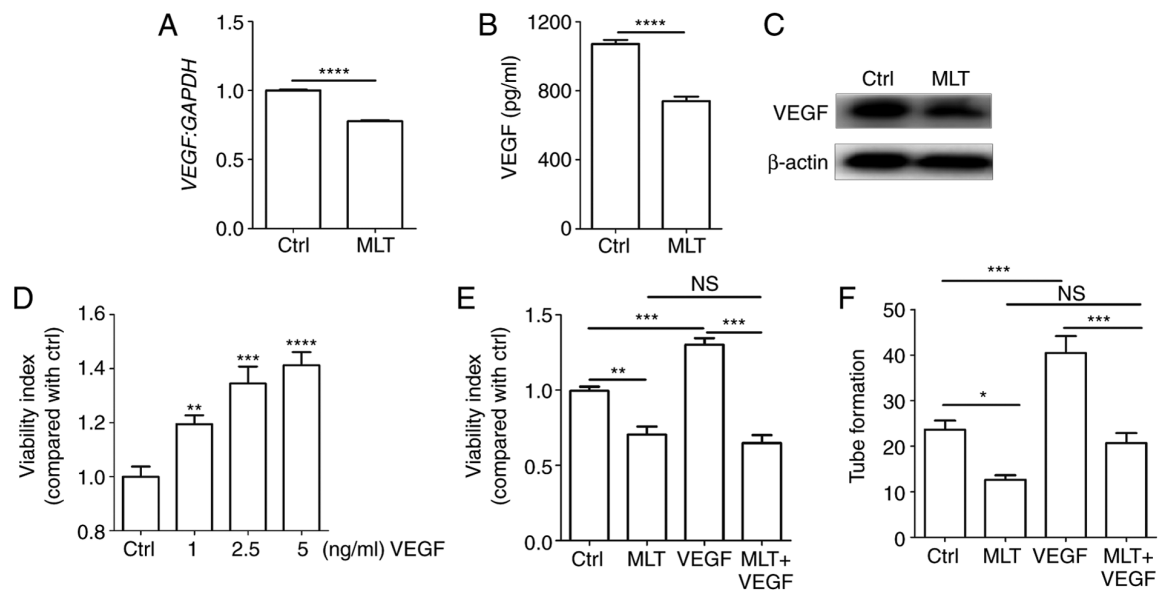 A
VEGF:GAPDH
1.5
1.0
0.5
0.0
****
Ctrl MLT
B
VEGF (pg/ml)
1200
800
400
0
****
Ctrl MLT
C
Ctrl MLT
VEGF
β-actin
D
Viability index
(compared with ctrl)
1.6
1.4
1.2
1.0
0.8
**
***
****
Ctrl 1 2.5 5 (ng/ml) VEGF
E
Viability index
(compared with ctrl)
1.5
1.0
0.5
0.0
NS
***
***
**
Ctrl MLT VEGF MLT+
VEGF
F
Tube formation
50
40
30
20
10
0
***
NS
***
*
Ctrl MLT VEGF MLT+
VEGF